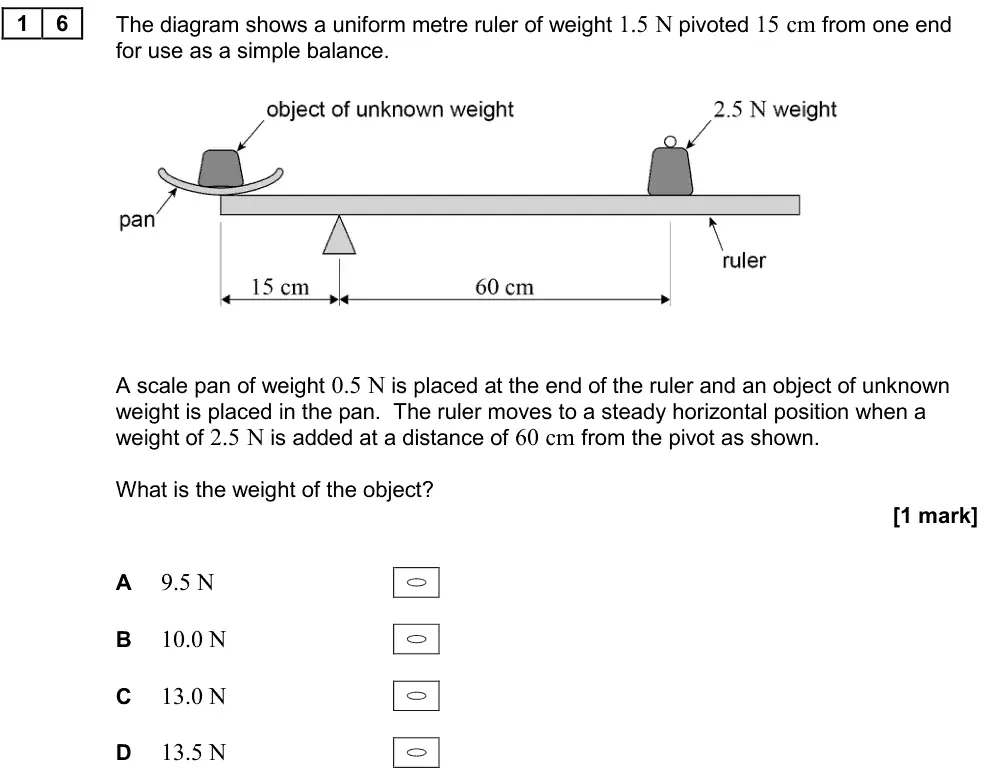 1 6 The diagram shows a uniform metre ruler of weight 1.5 N pivoted 15 cm from one end
for use as a simple balance.
object of unknown weight 2.5 N weight
pan
ruler
15 cm 60 cm
A scale pan of weight 0.5 N is placed at the end of the ruler and an object of unknown
weight is placed in the pan. The ruler moves to a steady horizontal position when a
weight of 2.5 N is added at a distance of 60 cm from the pivot as shown.
What is the weight of the object?
[1 mark]
A 9.5 N
B 10.0 N
C 13.0 N
D 13.5 N